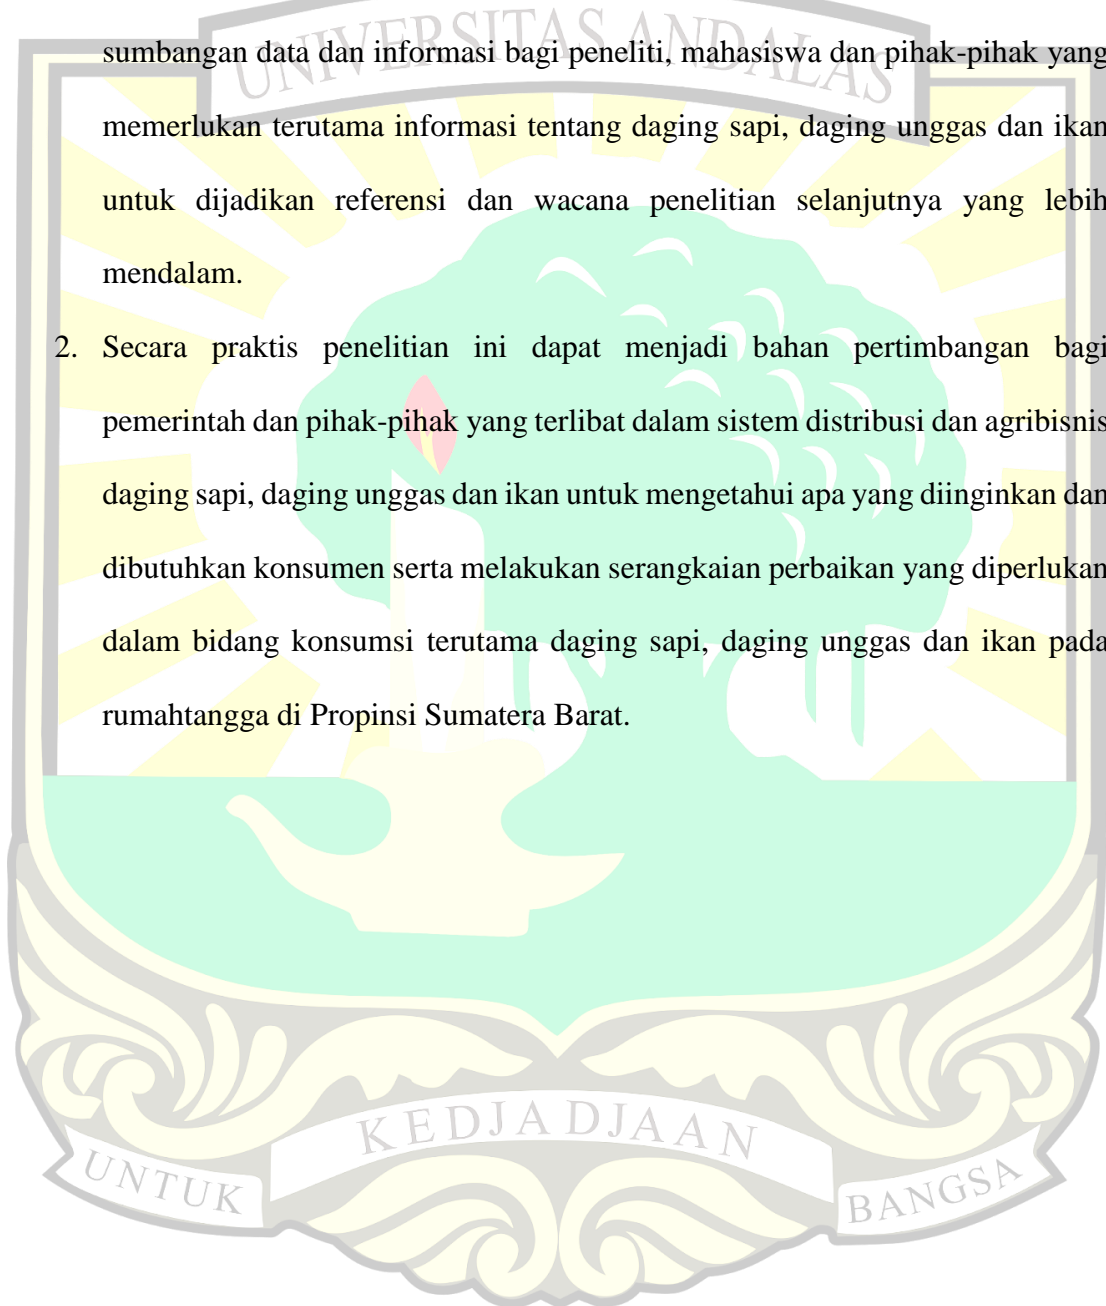 UNIVERSITAS ANDALAS
sumbangan data dan informasi bagi peneliti, mahasiswa dan pihak-pihak yang
memerlukan terutama informasi tentang daging sapi, daging unggas dan ikan
untuk dijadikan referensi dan wacana penelitian selanjutnya yang lebih
mendalam.
2. Secara praktis penelitian ini dapat menjadi bahan pertimbangan bagi
pemerintah dan pihak-pihak yang terlibat dalam sistem distribusi dan agribisnis
daging sapi, daging unggas dan ikan untuk mengetahui apa yang diinginkan dan
dibutuhkan konsumen serta melakukan serangkaian perbaikan yang diperlukan
dalam bidang konsumsi terutama daging sapi, daging unggas dan ikan pada
rumahtangga di Propinsi Sumatera Barat.
UNTUK KEDJADJAAN BANGSA